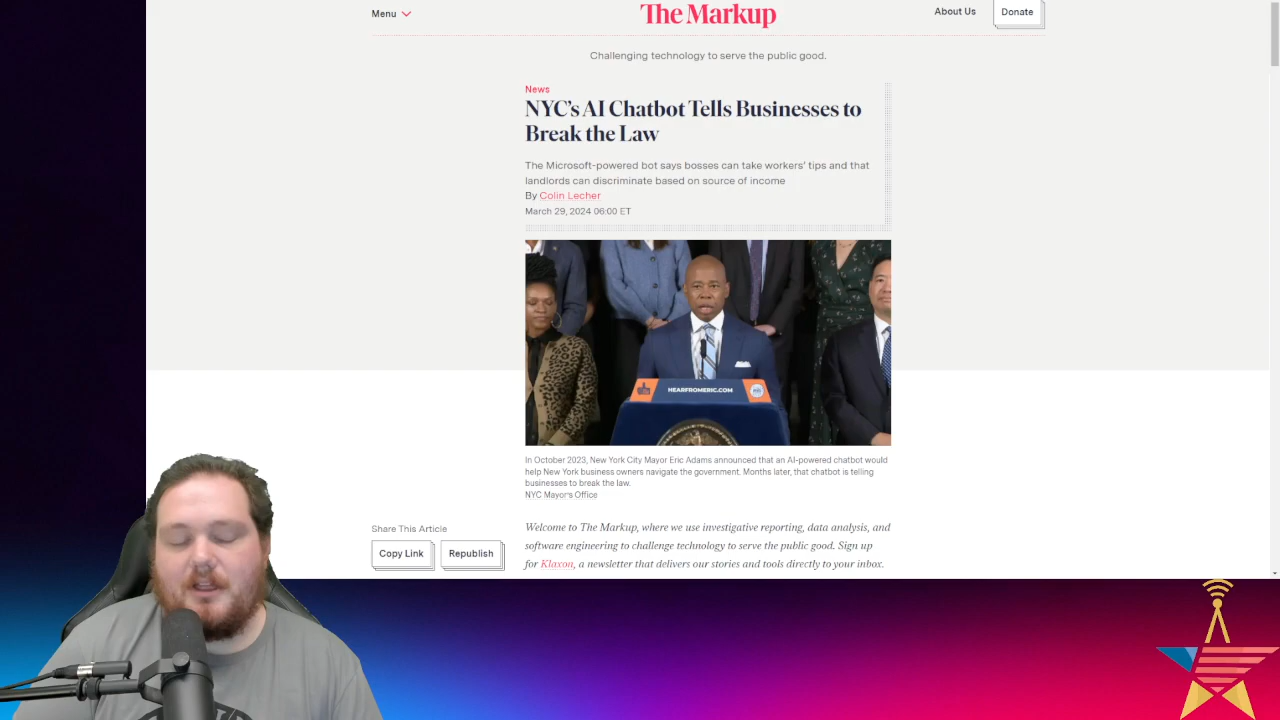 Menu
The Markup
About Us
Donate
Challenging technology to serve the public good.
News
NYC's AI Chatbot Tells Businesses to
Break the Law
The Microsoft-powered bot says bosses can take workers' tips and that
landlords can discriminate based on source of income
By Colin Lecher
March 29, 2024 06:00 ET
HEARFROMERIC.COM
In October 2023, New York City Mayor Eric Adams announced that an AI-powered chatbot would
help New York business owners navigate the government. Months later, that chatbot is telling
businesses to break the law.
NYC Mayor's Office
Share This Article
Copy Link
Republish
Welcome to The Markup, where we use investigative reporting, data analysis, and
software engineering to challenge technology to serve the public good. Sign up
for Klaxon, a newsletter that delivers our stories and tools directly to your inbox.